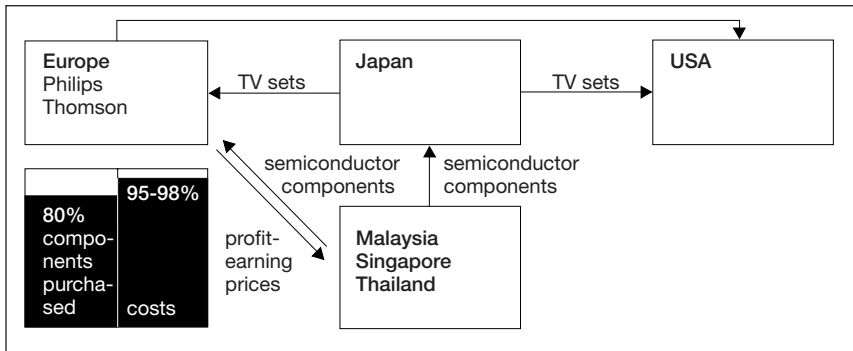 Europe
Philips
Thomson
TV sets
Japan
TV sets
USA
semiconductor
components
semiconductor
components
80%
compo-
nents
purcha-
sed
95-98%
costs
profit-
earning
prices
Malaysia
Singapore
Thailand